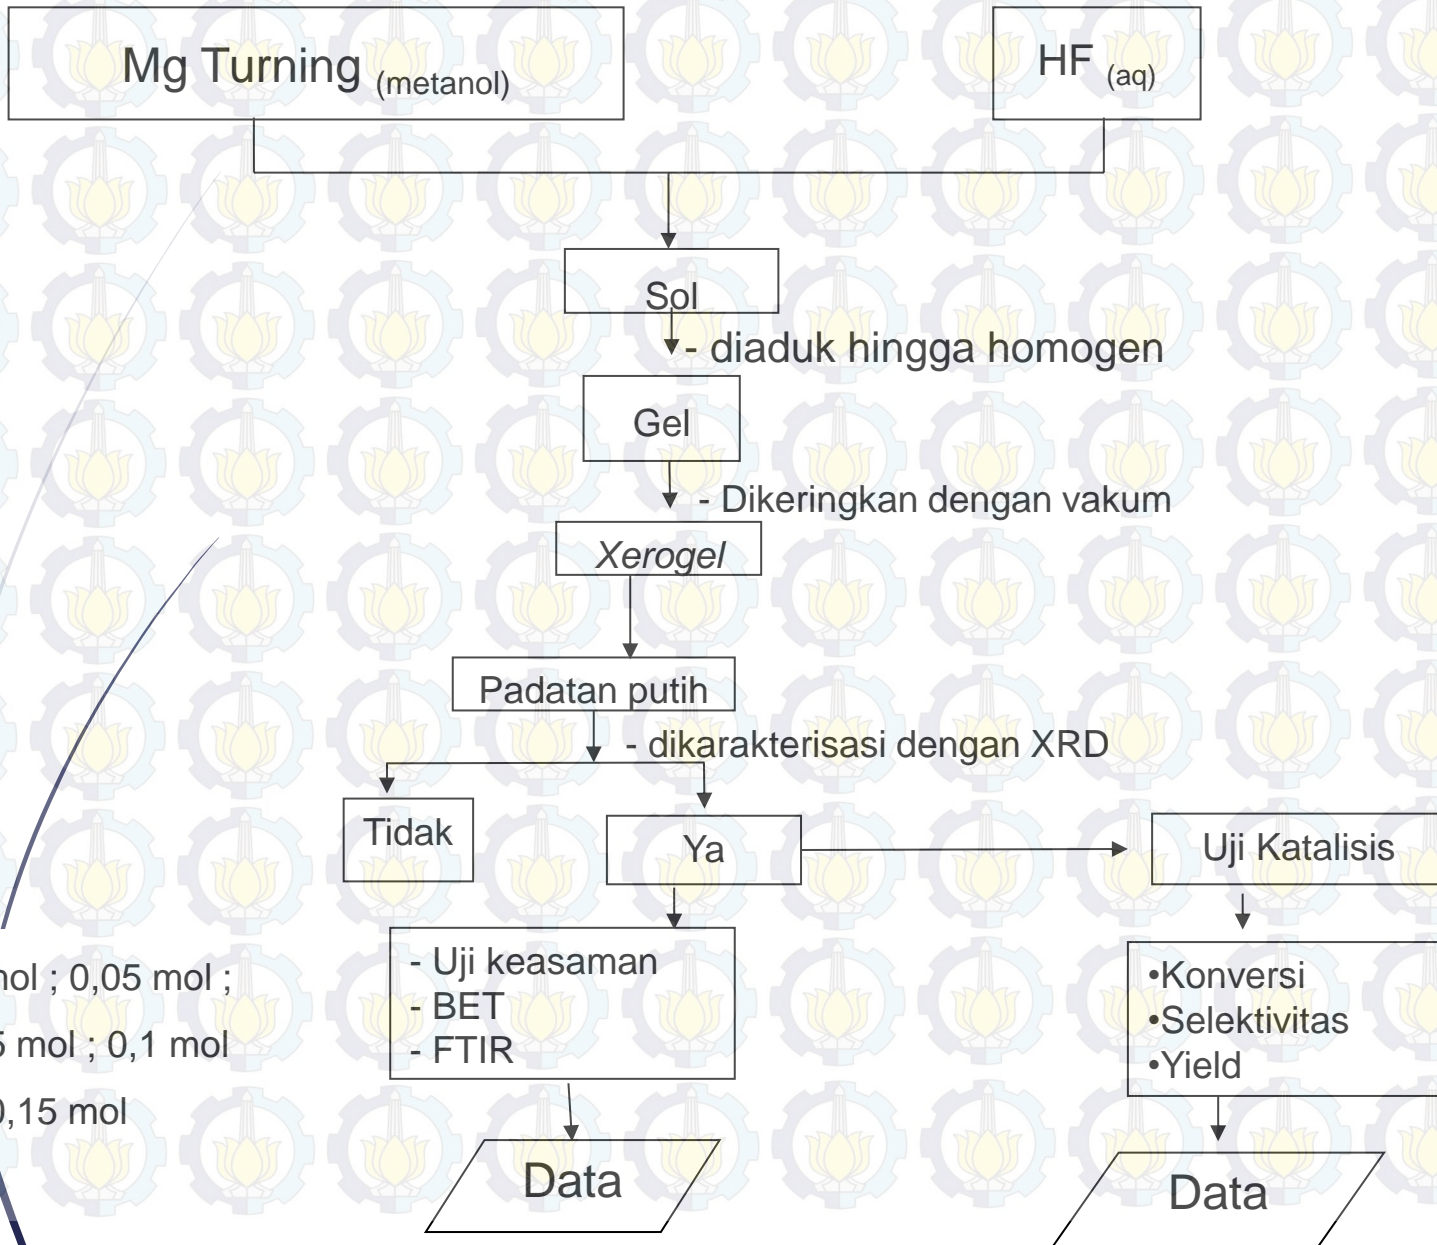 Mg Turning (metanol)
HF (aq)
Sol
- diaduk hingga homogen
Gel
- Dikeringkan dengan vakum
Xerogel
Padatan putih
- dikarakterisasi dengan XRD
Tidak
Ya
Uji Katalisis
- Uji keasaman
- BET
- FTIR
•Konversi
•Selektivitas
•Yield
mol ; 0,05 mol ;
5 mol ; 0,1 mol
0,15 mol
Data
Data